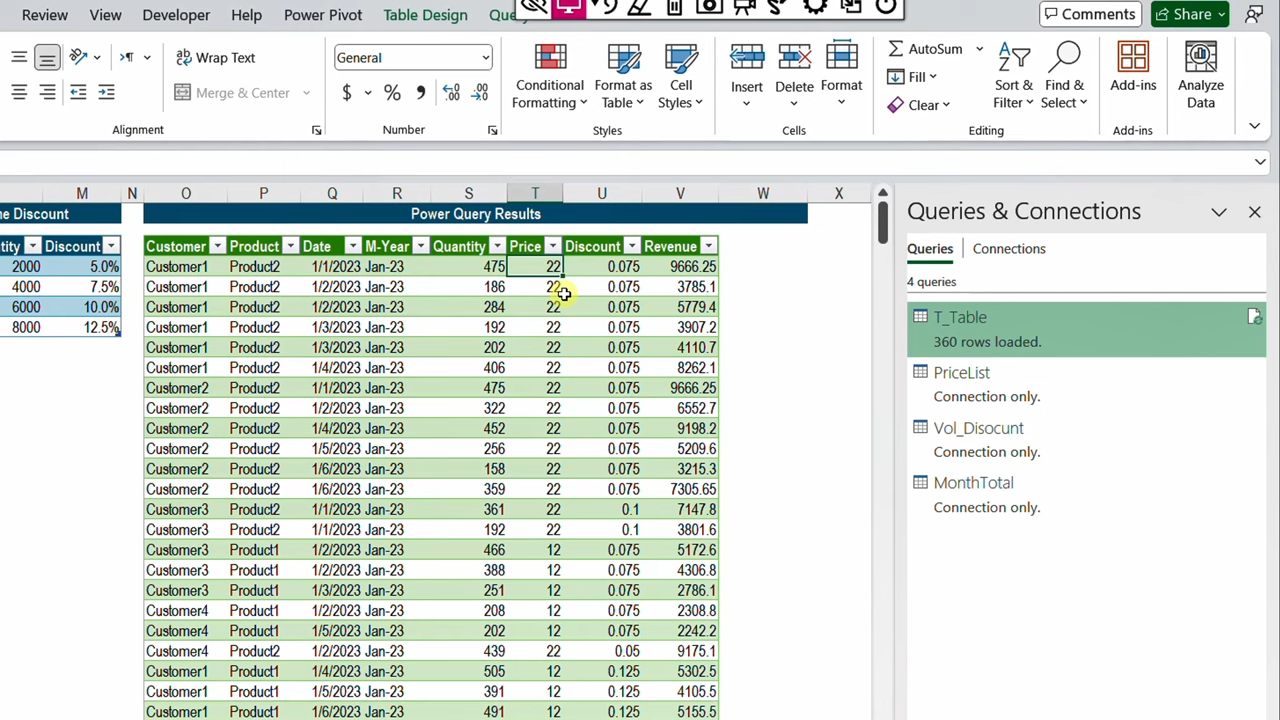 Review View Developer Help Power Pivot Table Design
Comments Share
Wrap Text
Merge & Center
General
$ % 9
Conditional Formatting
Format as Table
Cell Styles
Insert Delete Format
AutoSum
Fill
Clear
Sort & Filter
Find & Select
Add-ins
Analyze Data
Alignment Number Styles Cells Editing Add-ins
M N O P Q R S T U V W X
Discount Power Query Results
Discount Customer Product Date M-Year Quantity Price Discount Revenue
2000 5.0% Customer1 Product2 1/1/2023 Jan-23 475 22 0.075 9666.25
4000 7.5% Customer1 Product2 1/2/2023 Jan-23 186 22 0.075 3785.1
6000 10.0% Customer1 Product2 1/2/2023 Jan-23 284 22 0.075 5779.4
8000 12.5% Customer1 Product2 1/3/2023 Jan-23 192 22 0.075 3907.2
Customer1 Product2 1/3/2023 Jan-23 202 22 0.075 4110.7
Customer1 Product2 1/4/2023 Jan-23 406 22 0.075 8262.1
Customer2 Product2 1/1/2023 Jan-23 475 22 0.075 9666.25
Customer2 Product2 1/2/2023 Jan-23 322 22 0.075 6552.7
Customer2 Product2 1/4/2023 Jan-23 452 22 0.075 9198.2
Customer2 Product2 1/5/2023 Jan-23 256 22 0.075 5209.6
Customer2 Product2 1/6/2023 Jan-23 158 22 0.075 3215.3
Customer2 Product2 1/6/2023 Jan-23 359 22 0.075 7305.65
Customer3 Product2 1/1/2023 Jan-23 361 22 0.1 7147.8
Customer3 Product2 1/1/2023 Jan-23 192 22 0.1 3801.6
Customer3 Product1 1/2/2023 Jan-23 466 12 0.075 5172.6
Customer3 Product1 1/2/2023 Jan-23 388 12 0.075 4306.8
Customer3 Product1 1/3/2023 Jan-23 251 12 0.075 2786.1
Customer4 Product1 1/2/2023 Jan-23 208 12 0.075 2308.8
Customer4 Product1 1/5/2023 Jan-23 202 12 0.075 2242.2
Customer4 Product2 1/2/2023 Jan-23 439 22 0.05 9175.1
Customer1 Product1 1/4/2023 Jan-23 505 12 0.125 5302.5
Customer1 Product1 1/5/2023 Jan-23 391 12 0.125 4105.5
Customer1 Product1 1/6/2023 Jan-23 491 12 0.125 5155.5
Queries & Connections
Queries Connections
4 queries
T_Table
360 rows loaded.
PriceList
Connection only.
Vol_Disocunt
Connection only.
MonthTotal
Connection only.